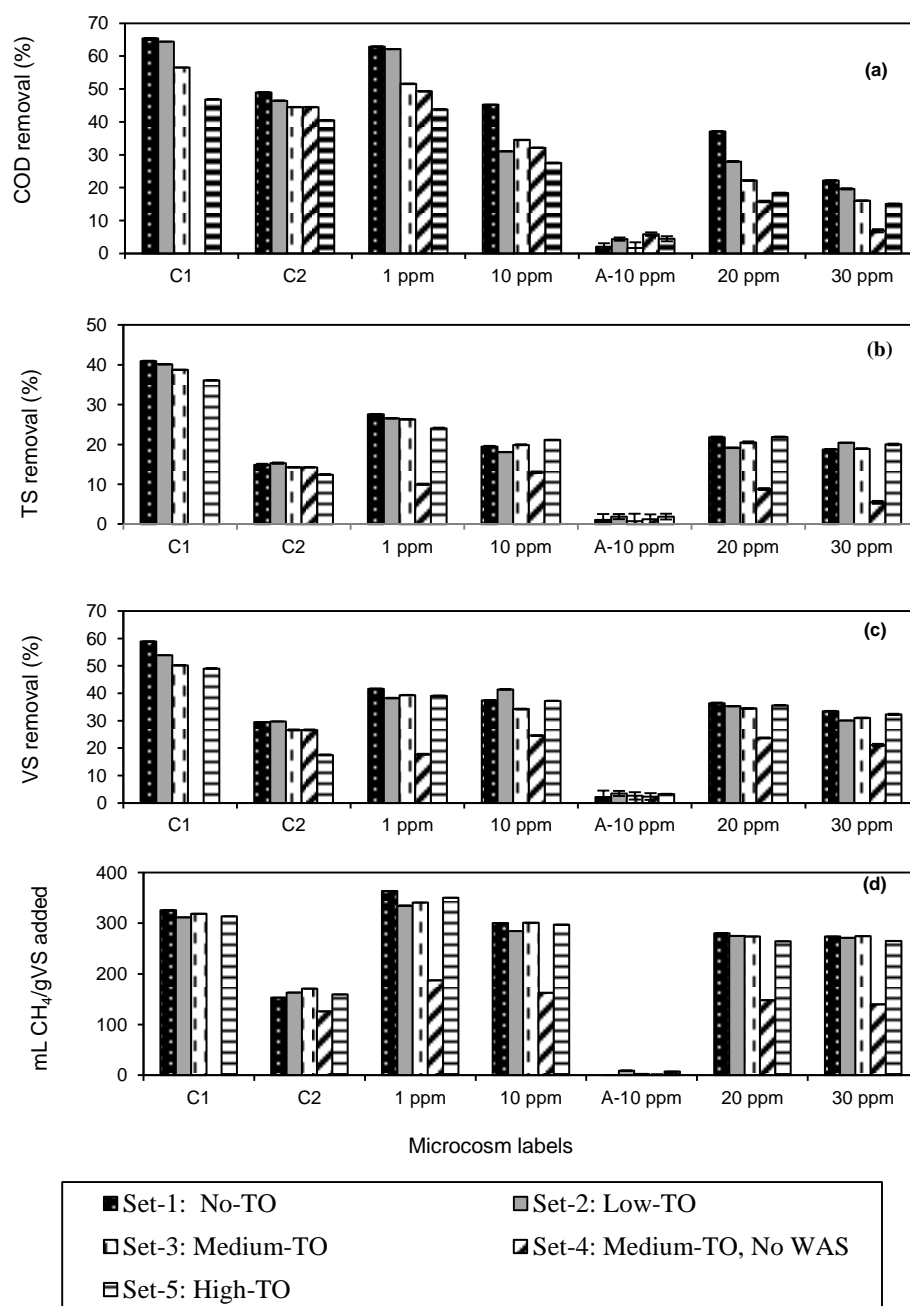 COD removal (%)
70
60
50
40
30
20
10
0
(a)
C1 C2 1 ppm 10 ppm A-10 ppm 20 ppm 30 ppm
TS removal (%)
50
40
30
20
10
0
(b)
C1 C2 1 ppm 10 ppm A-10 ppm 20 ppm 30 ppm
VS removal (%)
70
60
50
40
30
20
10
0
(c)
C1 C2 1 ppm 10 ppm A-10 ppm 20 ppm 30 ppm
mL CH₄/gVS added
400
300
200
100
0
(d)
C1 C2 1 ppm 10 ppm A-10 ppm 20 ppm 30 ppm
Microcosm labels
Set-1: No-TO
Set-2: Low-TO
Set-3: Medium-TO
Set-4: Medium-TO, No WAS
Set-5: High-TO